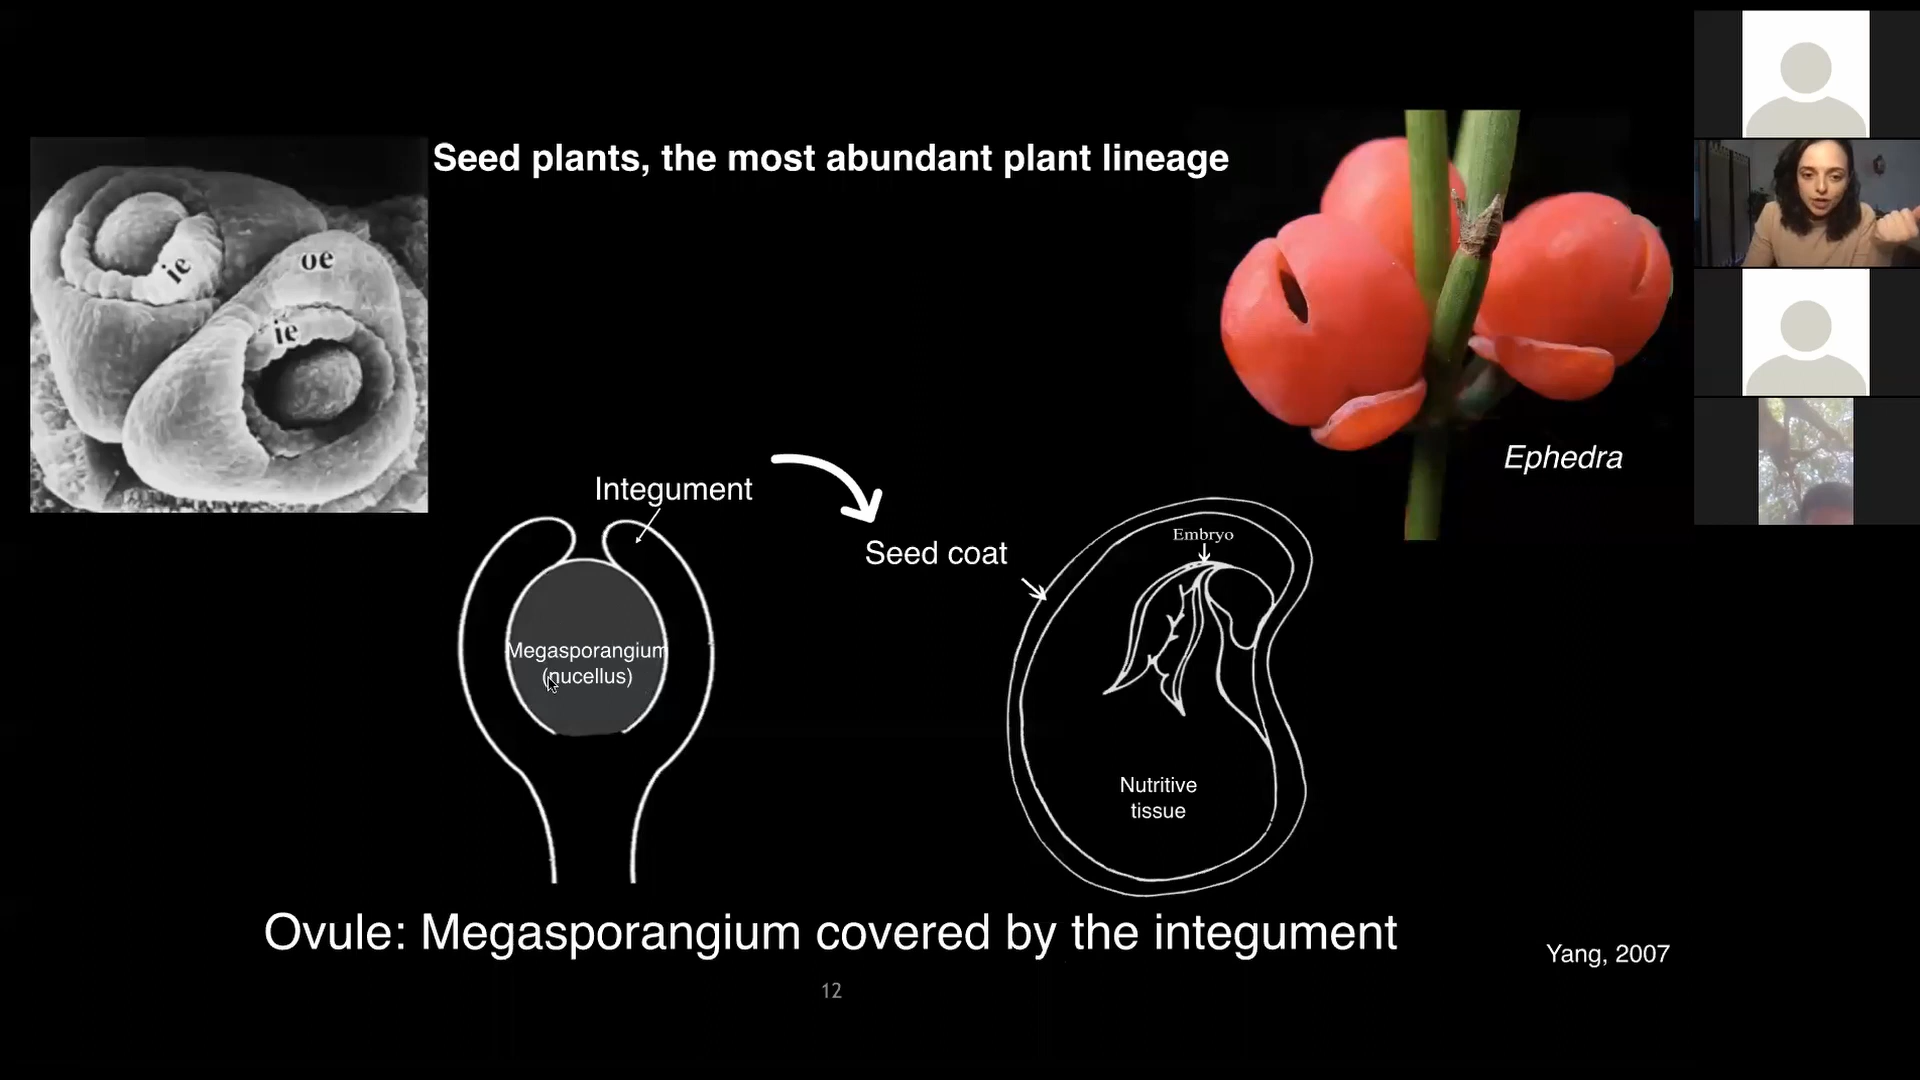 Seed plants, the most abundant plant lineage
ie
oe
ie
Ephedra
Integument
Seed coat
Embryo
Megasporangium
(nucellus)
Nutritive
tissue
Ovule: Megasporangium covered by the integument
Yang, 2007
12